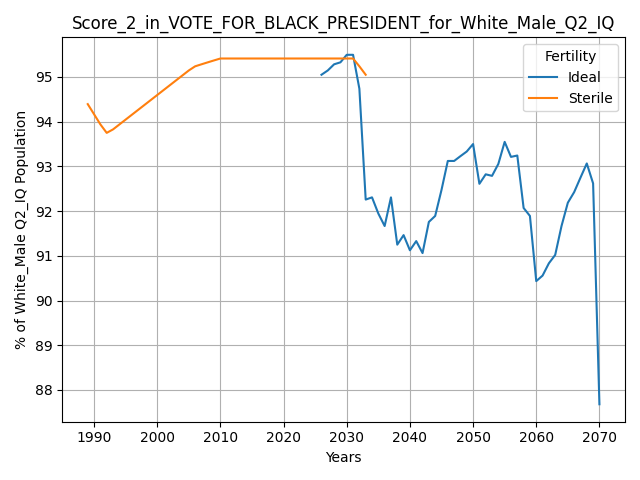 Score_2_in_VOTE_FOR_BLACK_PRESIDENT_for_White_Male_Q2_IQ
Fertility
Ideal
Sterile
% of White_Male Q2_IQ Population
95
94
93
92
91
90
89
88
1990 2000 2010 2020 2030 2040 2050 2060 2070
Years